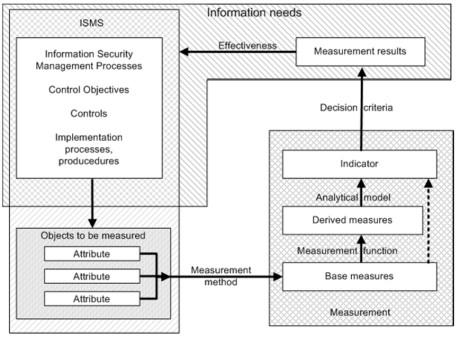 Information needs
ISMS
Information Security
Management Processes
Control Objectives
Controls
Implementation
processes,
producedures
Effectiveness
Measurement results
Decision criteria
Indicator
Analytical model
Derived measures
Measurement function
Base measures
Measurement
Objects to be measured
Attribute
Attribute
Attribute
Measurement
method